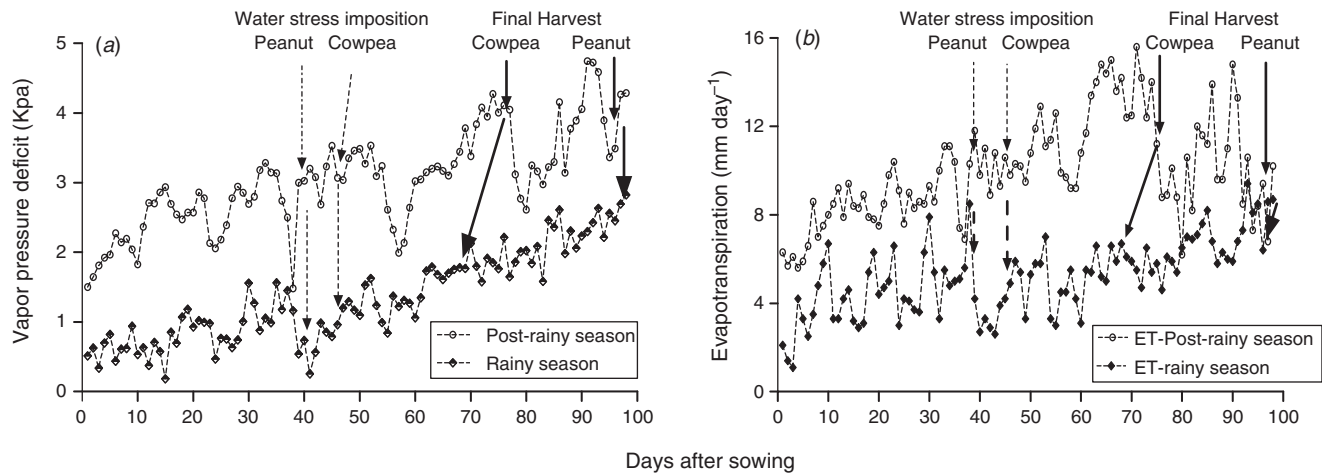 Water stress imposition
Final Harvest
Peanut
Cowpea
Cowpea
Peanut
(a)
Vapor pressure deficit (Kpa)
5
4
3
2
1
0
0 10 20 30 40 50 60 70 80 90 100
Post-rainy season
Rainy season
Water stress imposition
Final Harvest
Peanut
Cowpea
Cowpea
Peanut
(b)
Evapotranspiration (mm day–1)
16
12
8
4
0
0 10 20 30 40 50 60 70 80 90 100
ET-Post-rainy season
ET-rainy season
Days after sowing